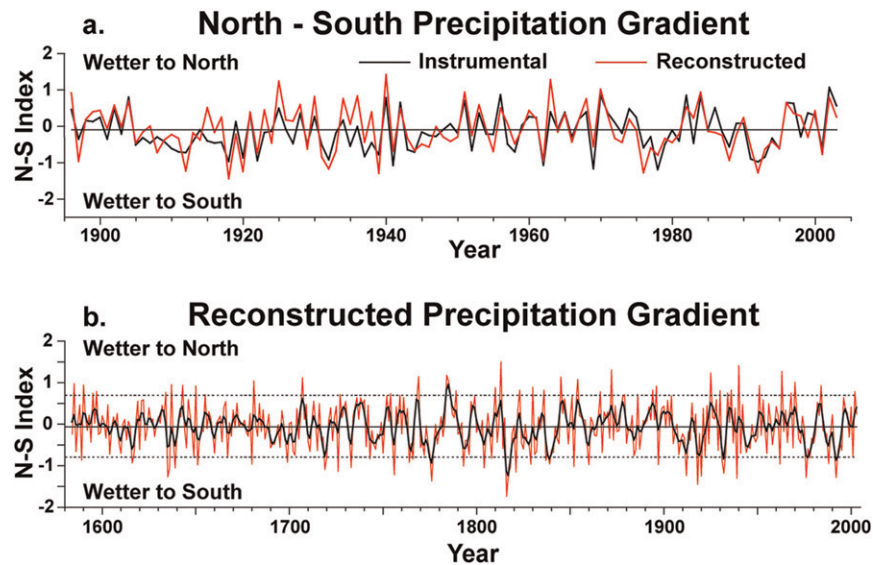 a. North - South Precipitation Gradient
Wetter to North
Instrumental
Reconstructed
N-S Index
2
1
0
-1
-2
Wetter to South
1900 1920 1940 1960 1980 2000
Year
b. Reconstructed Precipitation Gradient
Wetter to North
N-S Index
2
1
0
-1
-2
Wetter to South
1600 1700 1800 1900 2000
Year